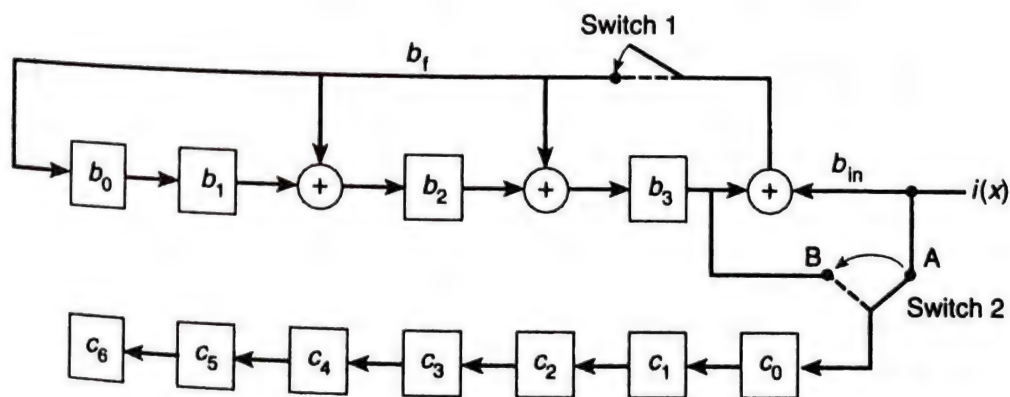 Switch 1
b_f
b_0
b_1
+
b_2
+
b_3
+
b_in
i(x)
B
A
Switch 2
c_6
c_5
c_4
c_3
c_2
c_1
c_0